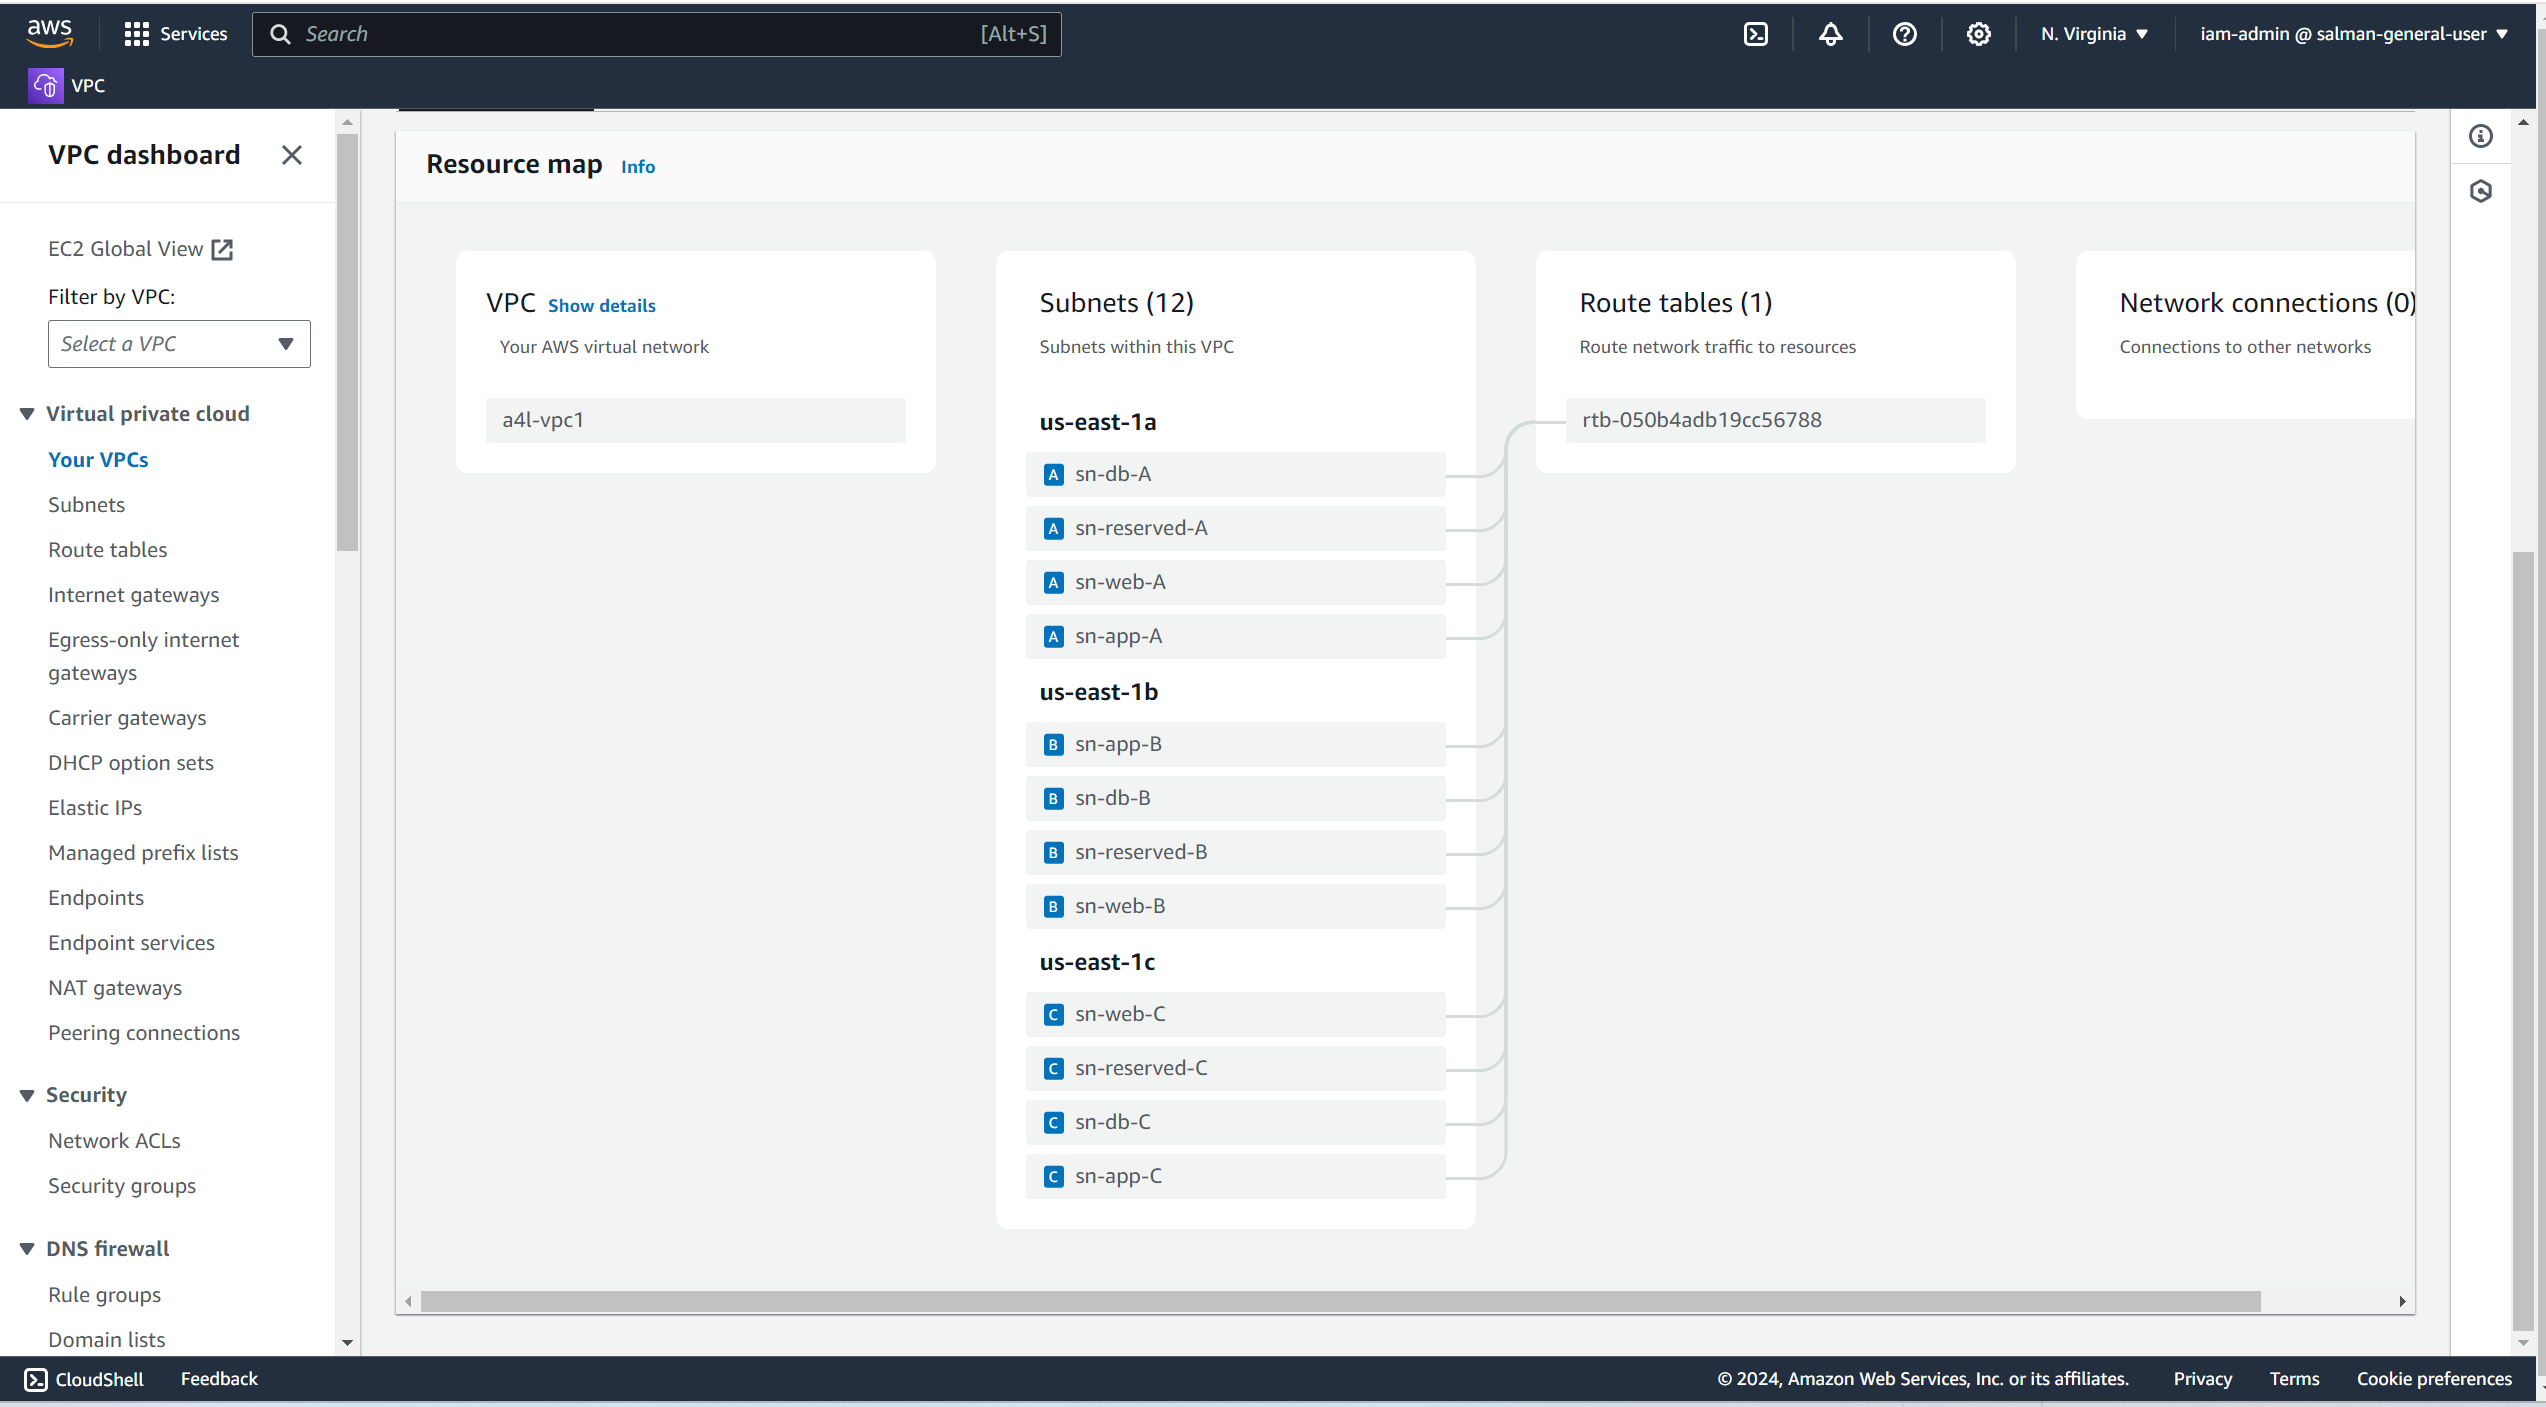 aws
Services
Search
[Alt+S]
N. Virginia
iam-admin @ salman-general-user
VPC
VPC dashboard
EC2 Global View
Filter by VPC:
Select a VPC
Virtual private cloud
Your VPCs
Subnets
Route tables
Internet gateways
Egress-only internet
gateways
Carrier gateways
DHCP option sets
Elastic IPs
Managed prefix lists
Endpoints
Endpoint services
NAT gateways
Peering connections
Security
Network ACLs
Security groups
DNS firewall
Rule groups
Domain lists
Resource map Info
VPC Show details
Your AWS virtual network
a4l-vpc1
Subnets (12)
Subnets within this VPC
us-east-1a
A sn-db-A
A sn-reserved-A
A sn-web-A
A sn-app-A
us-east-1b
B sn-app-B
B sn-db-B
B sn-reserved-B
B sn-web-B
us-east-1c
C sn-web-C
C sn-reserved-C
C sn-db-C
C sn-app-C
Route tables (1)
Route network traffic to resources
rtb-050b4adb19cc56788
Network connections (0)
Connections to other networks
CloudShell
Feedback
© 2024, Amazon Web Services, Inc. or its affiliates.
Privacy
Terms
Cookie preferences